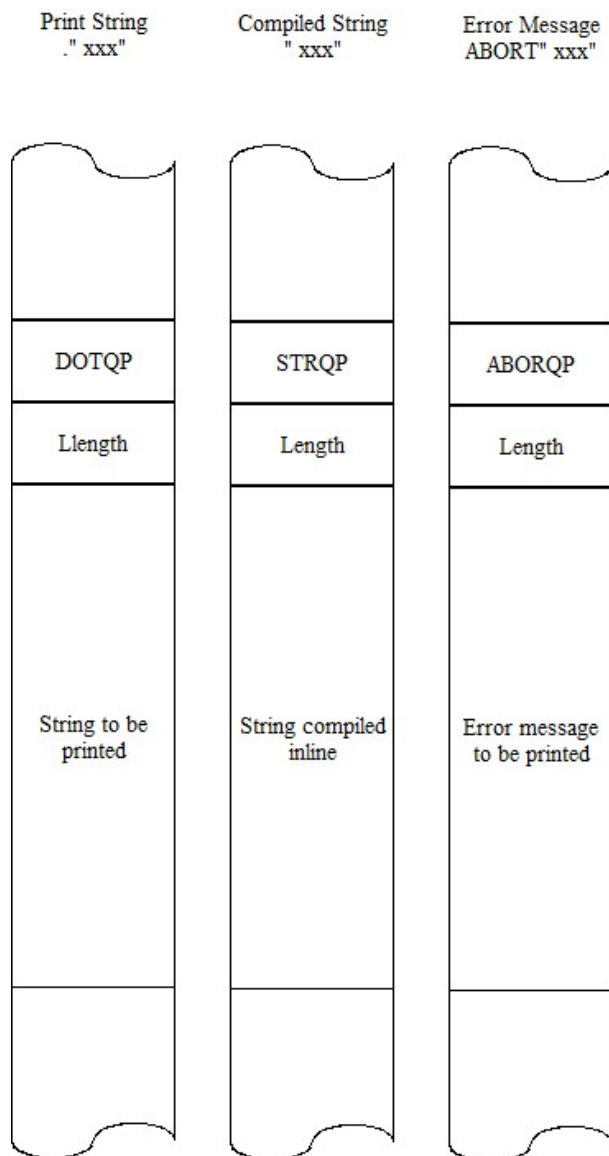 Print String
." xxx"
Compiled String
" xxx"
Error Message
ABORT" xxx"
DOTQP
STRQP
ABORQP
Llength
Length
Length
String to be
printed
String compiled
inline
Error message
to be printed